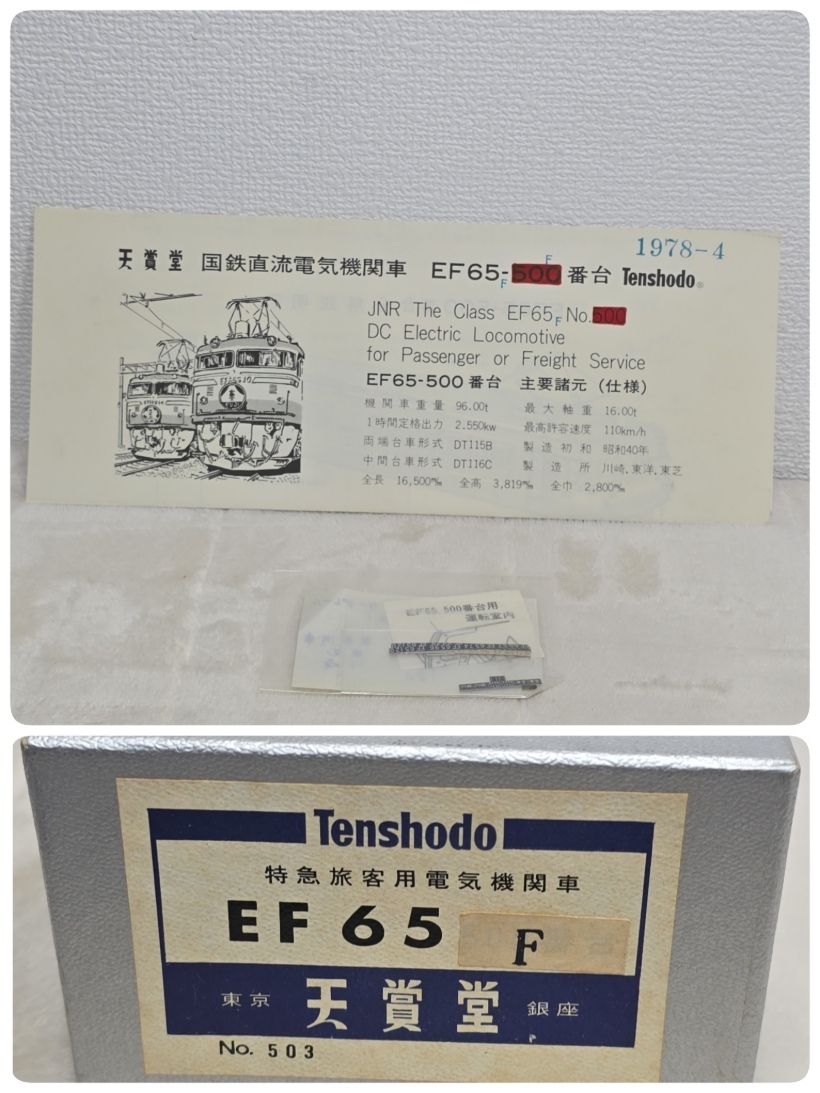 1978-4
天賞堂 国鉄直流電気機関車 EF65-500番台 Tenshodo®
F
F
JNR The Class EF65F No.500
DC Electric Locomotive
for Passenger or Freight Service
EF65-500番台 主要諸元(仕様)
機関車重量 96.00t 最大軸重 16.00t
1時間定格出力 2.550kw 最高許容速度 110km/h
両端台車形式 DT115B 製造初和 昭和40年
中間台車形式 DT116C 製造所 川崎,東洋,東芝
全長 16,500㎜ 全高 3,819㎜ 全巾 2,800㎜
EF65 500番台用
運転室内
Tenshodo
特急旅客用電気機関車
EF65 F
東京 天賞堂 銀座
No. 503